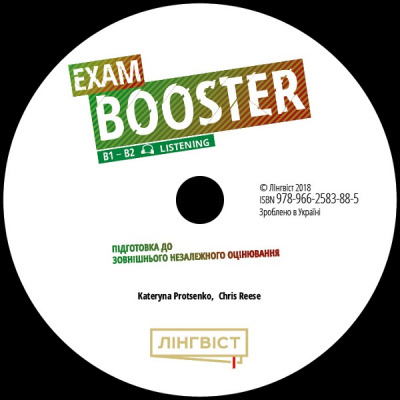 EXAM
BOOSTER
B1 – B2 LISTENING
© Лінгвіст 2018
ISBN 978-966-2583-88-5
Зроблено в Україні
ПІДГОТОВКА ДО
ЗОВНІШНЬОГО НЕЗАЛЕЖНОГО ОЦІНЮВАННЯ
Kateryna Protsenko, Chris Reese
ЛІНГВІСТ